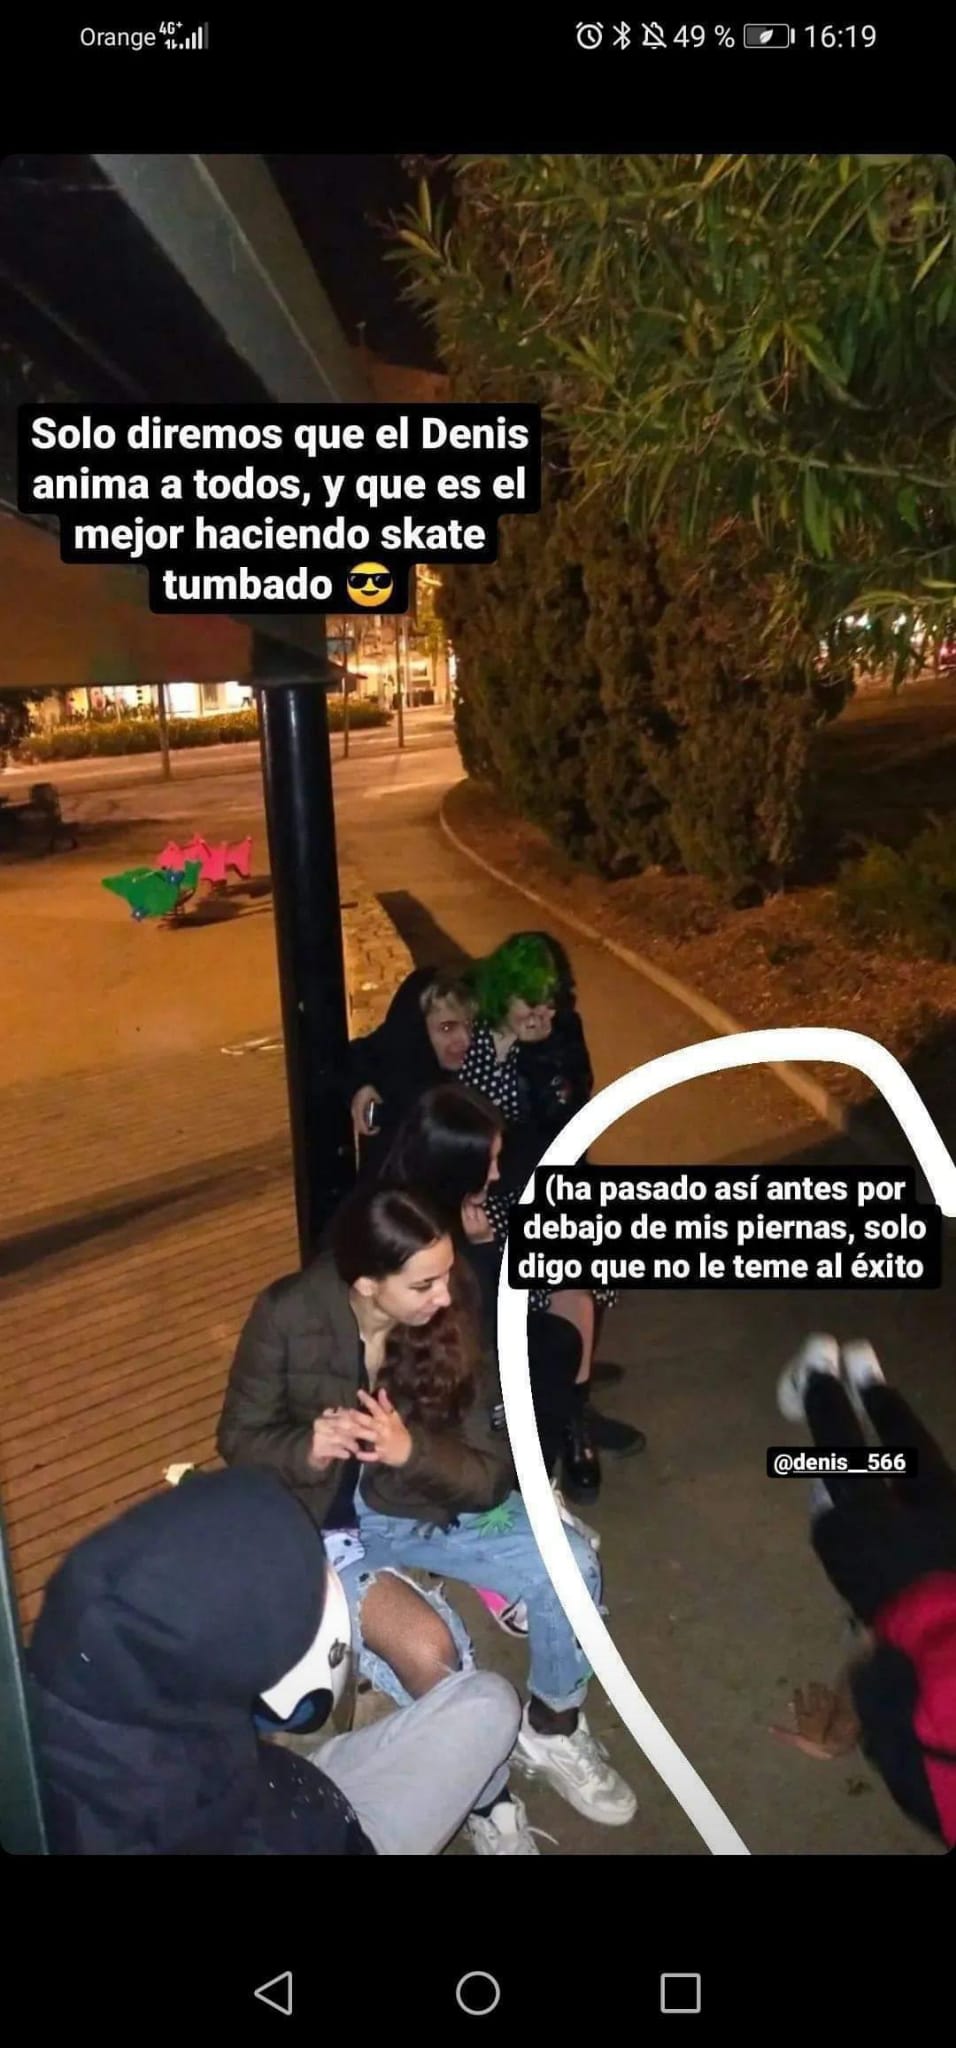 Orange 4G+
49 % 16:19
Solo diremos que el Denis
anima a todos, y que es el
mejor haciendo skate
tumbado 😎
(ha pasado así antes por
debajo de mis piernas, solo
digo que no le teme al éxito
@denis__566